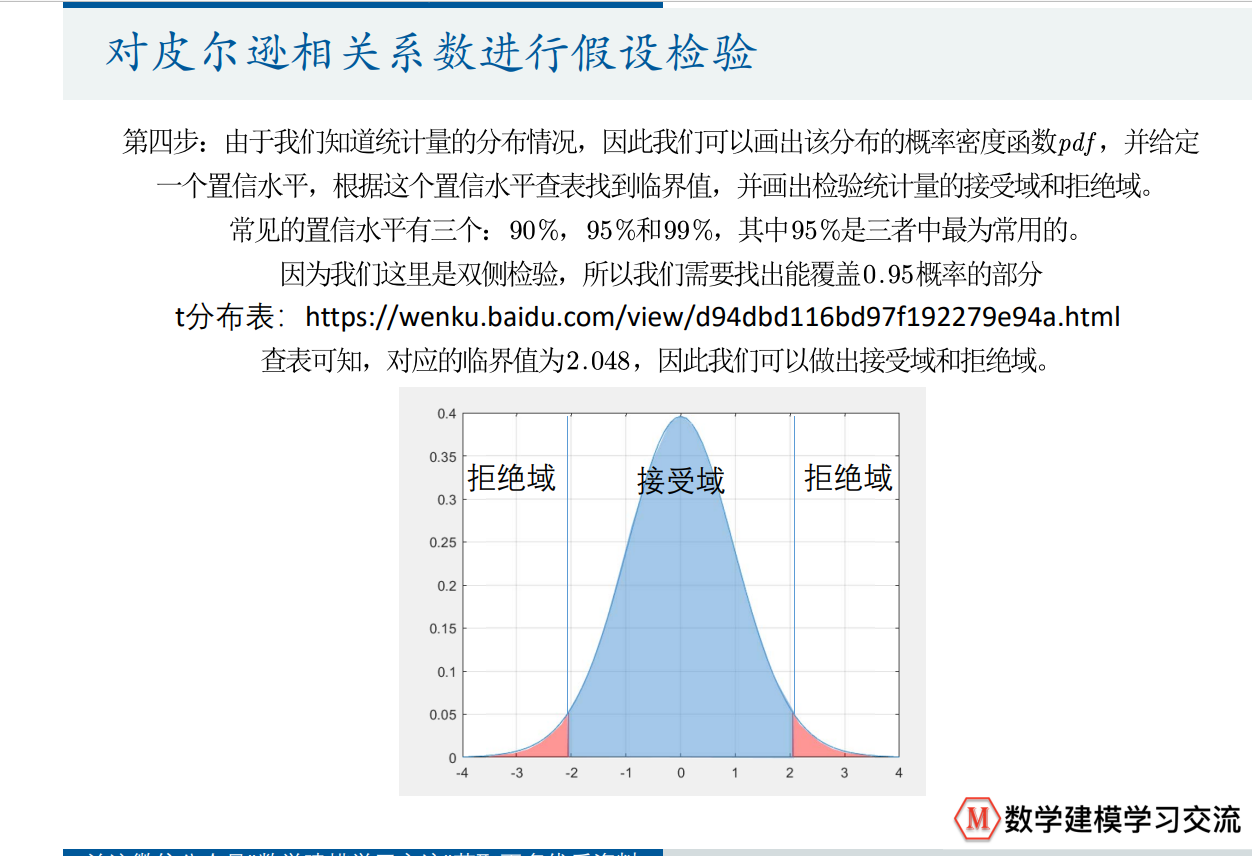 对皮尔逊相关系数进行假设检验
第四步：由于我们知道统计量的分布情况，因此我们可以画出该分布的概率密度函数pdf，并给定
一个置信水平，根据这个置信水平查表找到临界值，并画出检验统计量的接受域和拒绝域。
常见的置信水平有三个：90%，95%和99%，其中95%是三者中最为常用的。
因为我们这里是双侧检验，所以我们需要找出能覆盖0.95概率的部分
t分布表：https://wenku.baidu.com/view/d94dbd116bd97f192279e94a.html
查表可知，对应的临界值为2.048，因此我们可以做出接受域和拒绝域。
0.4
0.35
拒绝域 接受域 拒绝域
0.3
0.25
0.2
0.15
0.1
0.05
0
-4 -3 -2 -1 0 1 2 3 4
M 数学建模学习交流